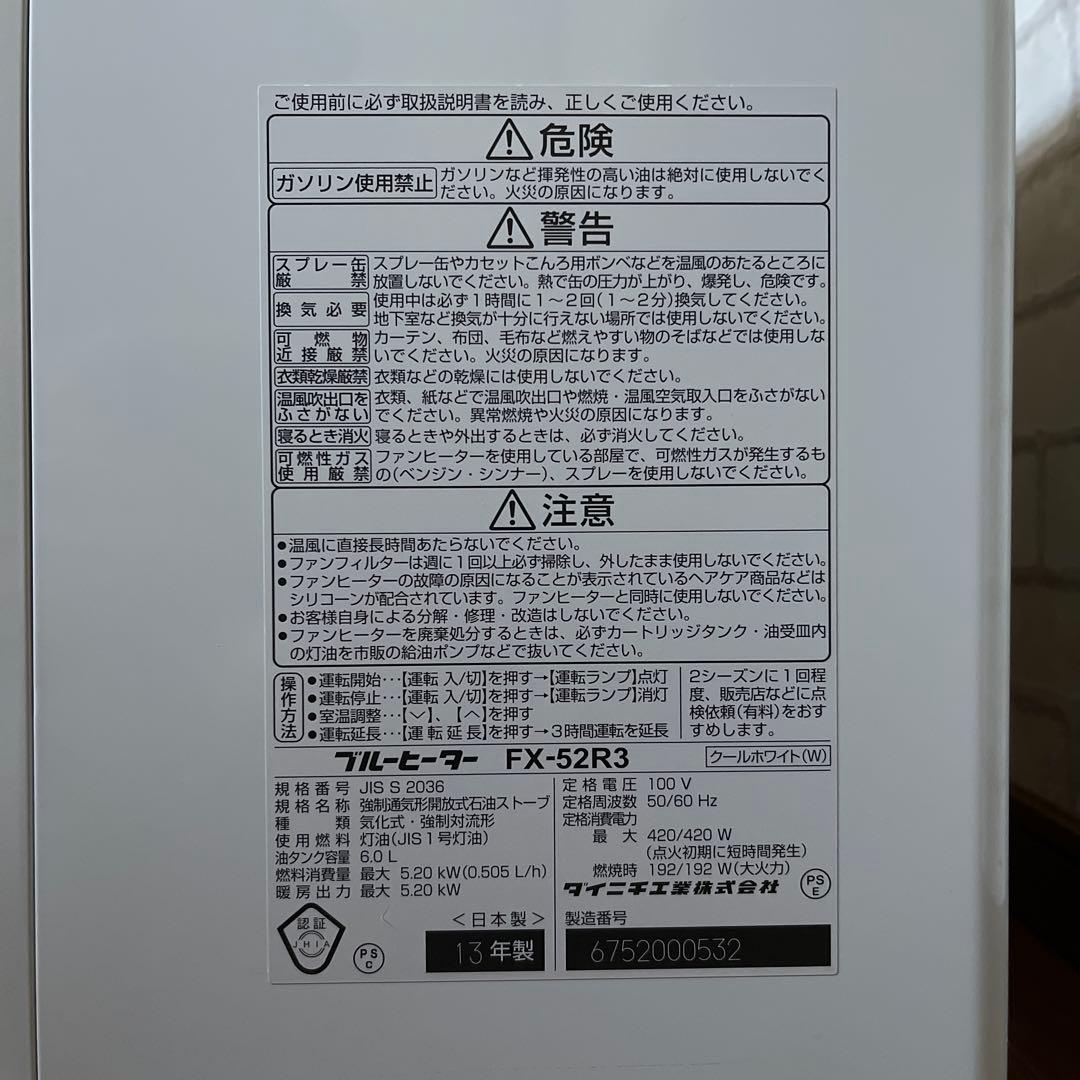 ご使用前に必ず取扱説明書を読み、正しくご使用ください。
危険
ガソリン使用禁止 ガソリンなど揮発性の高い油は絶対に使用しないでく
ださい。火災の原因になります。
警告
スプレー缶 スプレー缶やカセットこんろ用ボンベなどを温風のあたるところに
厳禁 放置しないでください。熱で缶の圧力が上がり、爆発し、危険です。
換気必要 使用中は必ず1時間に1〜2回(1〜2分)換気してください。
地下室など換気が十分に行えない場所では使用しないでください。
可燃物 カーテン、布団、毛布など燃えやすい物のそばなどでは使用しな
近接厳禁 いでください。火災の原因になります。
衣類乾燥厳禁 衣類などの乾燥には使用しないでください。
温風吹出口を 衣類、紙などで温風吹出口や燃焼・温風空気取入口をふさがない
ふさがない でください。異常燃焼や火災の原因になります。
寝るとき消火 寝るときや外出するときは、必ず消火してください。
可燃性ガス ファンヒーターを使用している部屋で、可燃性ガスが発生するも
使用厳禁 の(ベンジン・シンナー)、スプレーを使用しないでください。
注意
●温風に直接長時間あたらないでください。
●ファンフィルターは週に1回以上必ず掃除し、外したまま使用しないでください。
●ファンヒーターの故障の原因になることが表示されているヘアケア商品などは
シリコーンが配合されています。ファンヒーターと同時に使用しないでください。
●お客様自身による分解・修理・改造はしないでください。
●ファンヒーターを廃棄処分するときは、必ずカートリッジタンク・油受皿内
の灯油を市販の給油ポンプなどで抜いてください。
操作方法
●運転開始…【運転 入/切】を押す→【運転ランプ】点灯
●運転停止…【運転 入/切】を押す→【運転ランプ】消灯
●室温調整…【﹀】、【︿】を押す
●運転延長…【運転延長】を押す→3時間運転を延長
2シーズンに1回程
度、販売店などに点
検依頼(有料)をおす
すめします。
ブルーヒーター FX-52R3 クールホワイト(W)
規格番号 JIS S 2036
規格名称 強制通気形開放式石油ストーブ
種類 気化式・強制対流形
使用燃料 灯油(JIS1号灯油)
油タンク容量 6.0 L
燃料消費量 最大 5.20 kW(0.505 L/h)
暖房出力 最大 5.20 kW
定格電圧 100 V
定格周波数 50/60 Hz
定格消費電力
最大 420/420 W
(点火初期に短時間発生)
燃焼時 192/192 W(大火力)
ダイニチ工業株式会社
PS
E
認証
JHIA
PS
C
<日本製>
13年製
製造番号
6752000532